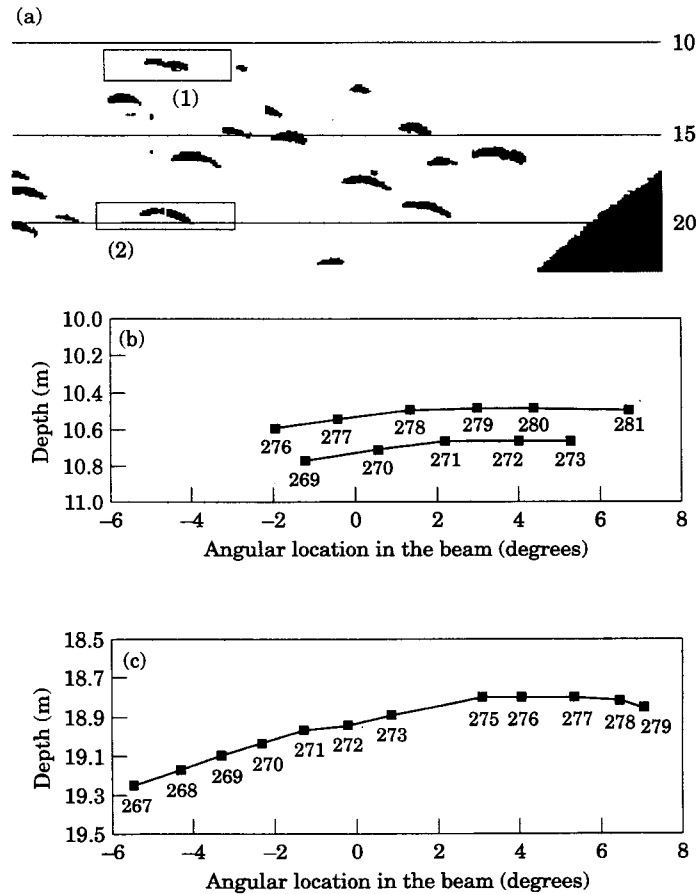 (a)
10
(1)
15
20
(2)
(b)
10.0
10.2
10.4
10.6
10.8
11.0
Depth (m)
276 277 278 279 280 281
269 270 271 272 273
−6 −4 −2 0 2 4 6 8
Angular location in the beam (degrees)
(c)
18.5
18.7
18.9
19.1
19.3
19.5
Depth (m)
267 268 269 270 271 272 273 275 276 277 278 279
−6 −4 −2 0 2 4 6 8
Angular location in the beam (degrees)